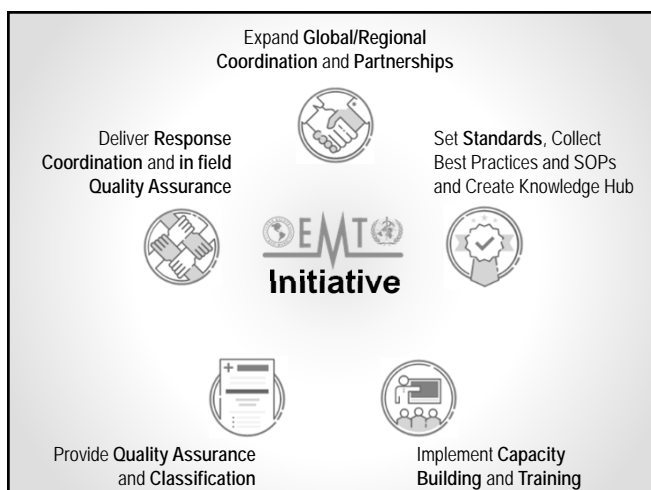 Expand Global/Regional
Coordination and Partnerships
Deliver Response
Coordination and in field
Quality Assurance
Set Standards, Collect
Best Practices and SOPs
and Create Knowledge Hub
EMT
Initiative
Provide Quality Assurance
and Classification
Implement Capacity
Building and Training